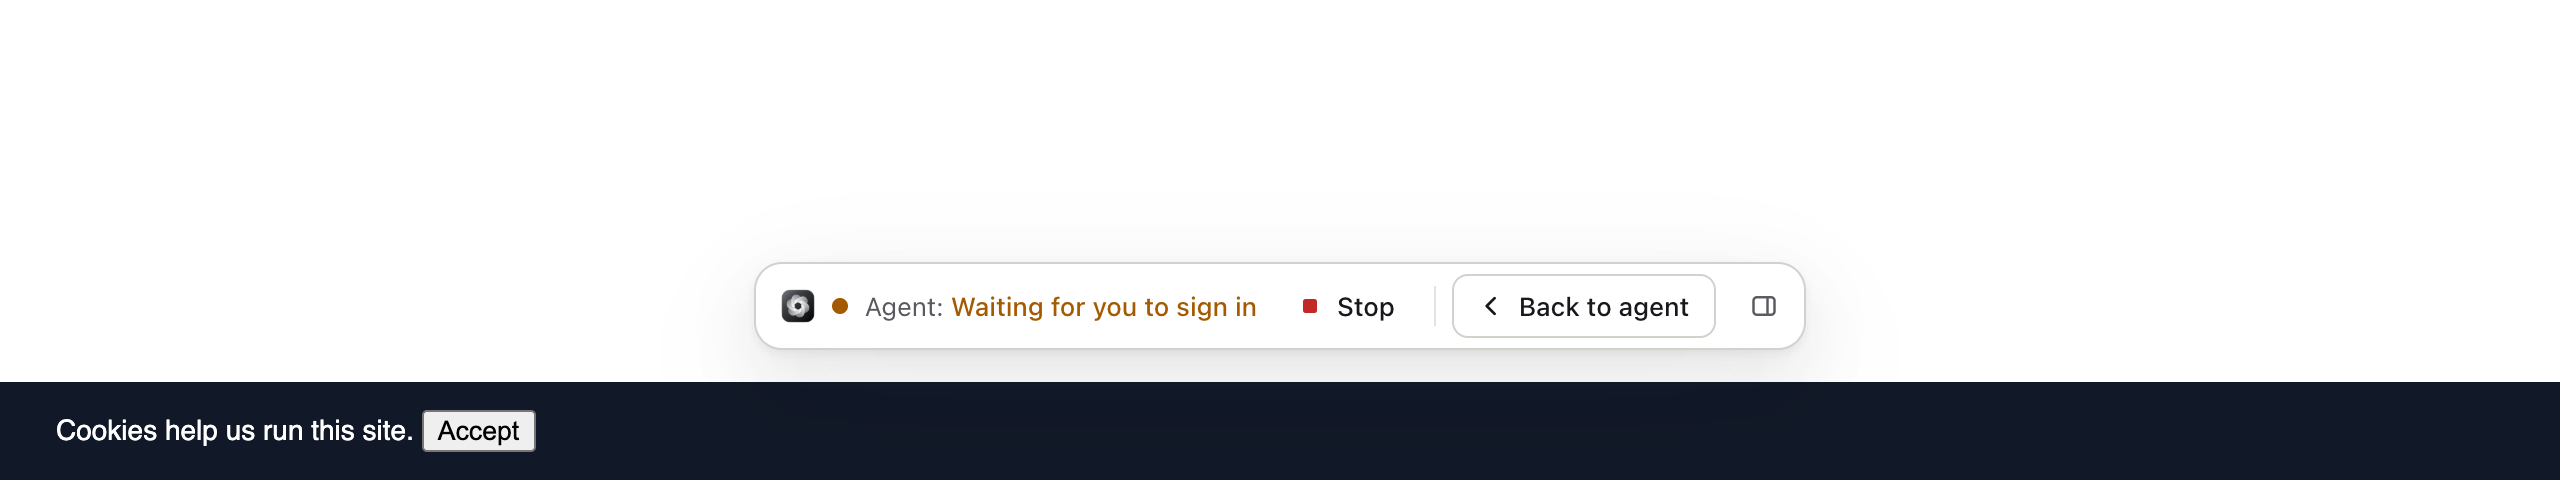 Agent: Waiting for you to sign in Stop Back to agent
Cookies help us run this site. Accept